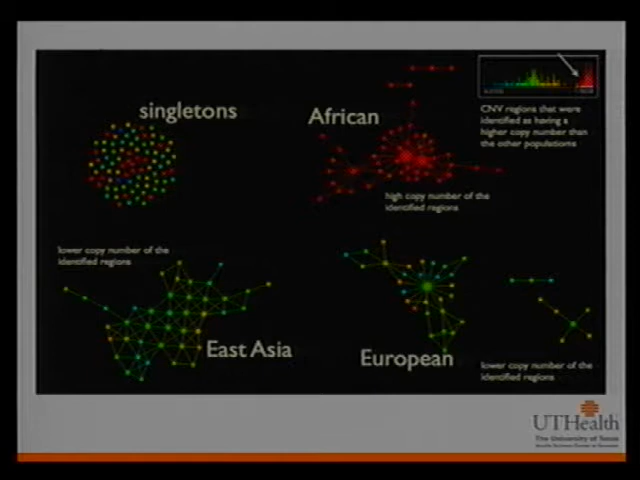 singletons
African
CNV regions that were
identified as having a
higher copy number than
the other populations
high copy number of the
identified regions
lower copy number of the
identified regions
East Asia
European
lower copy number of the
identified regions
UTHealth
The University of Texas